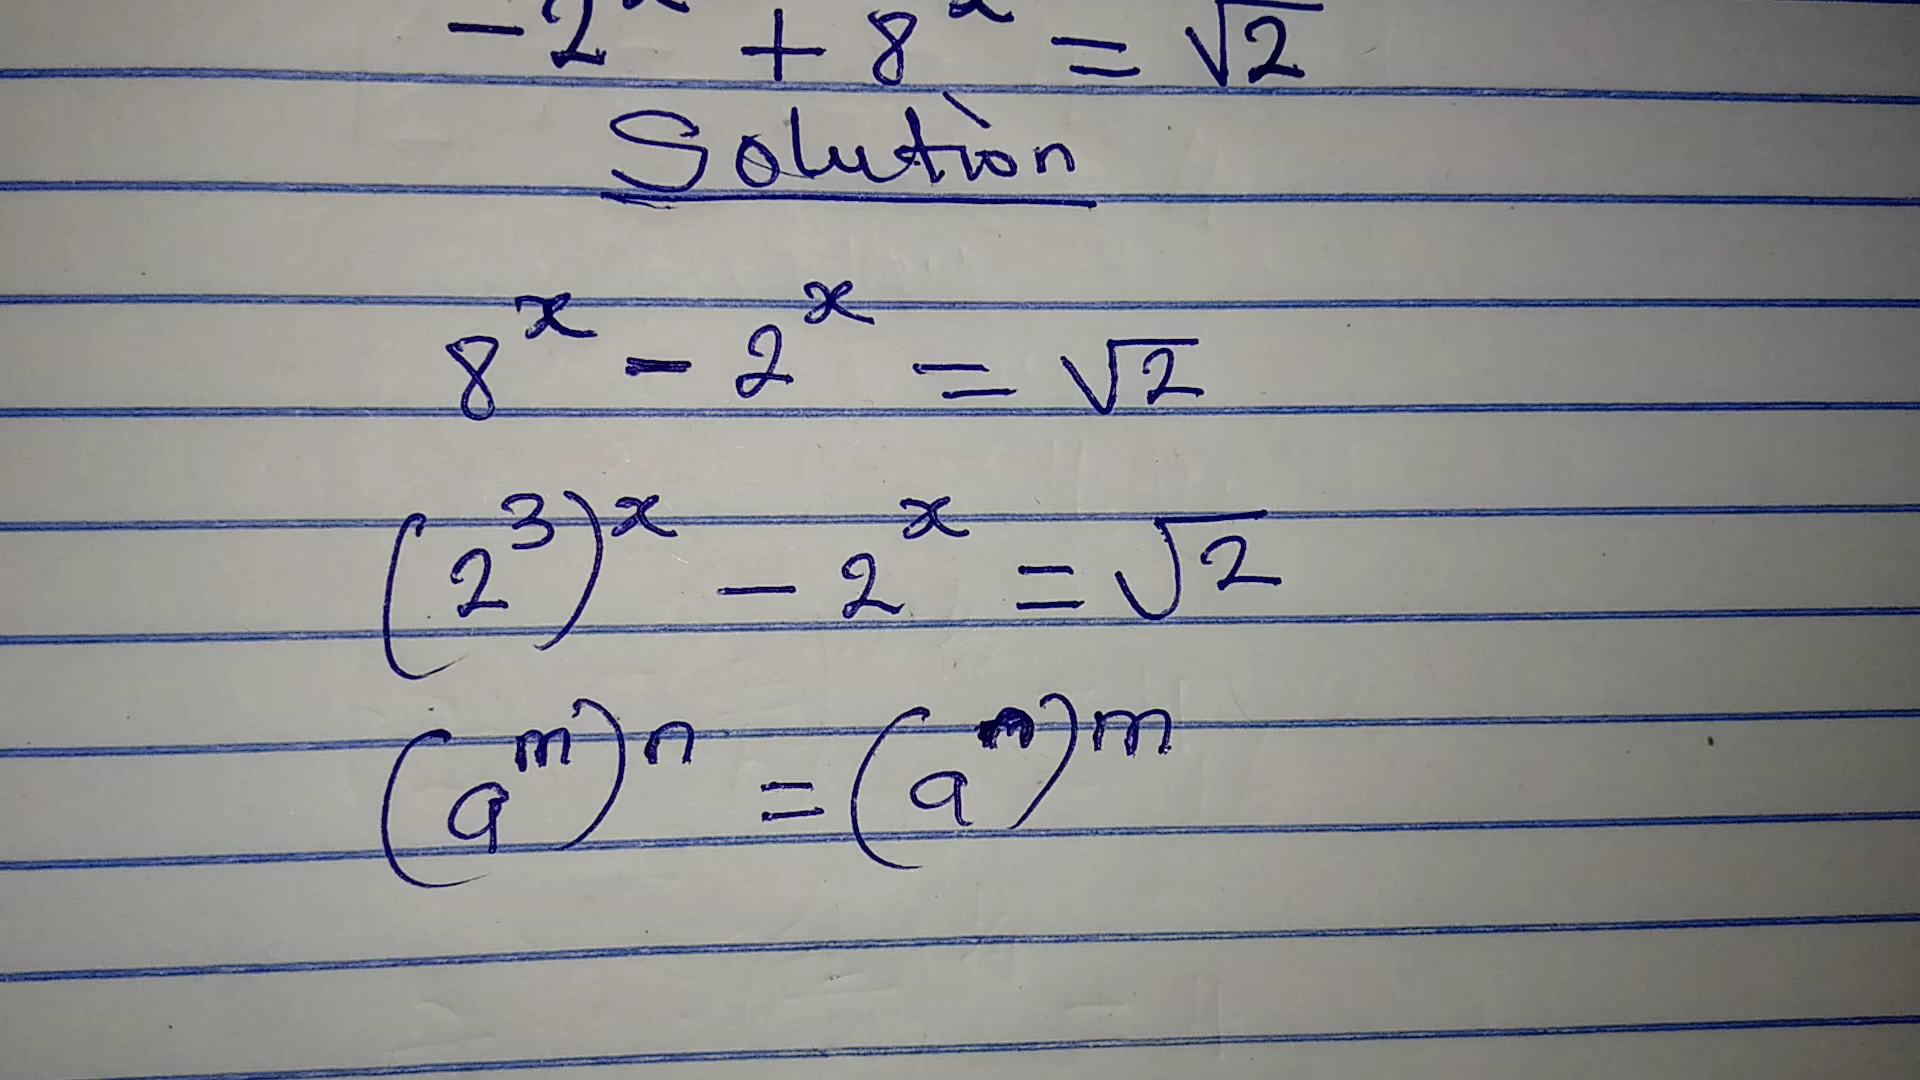 -2^x + 8^x = √2
Solution
8^x - 2^x = √2
(2^3)^x - 2^x = √2
(a^m)^n = (a^n)^m